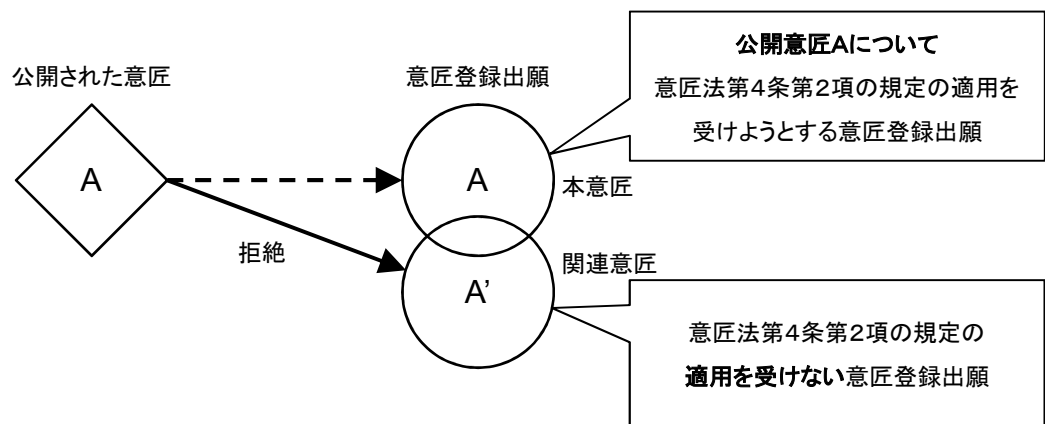 公開された意匠
意匠登録出願
公開意匠Aについて
意匠法第4条第2項の規定の適用を
受けようとする意匠登録出願
A
A
本意匠
拒絶
関連意匠
A’
意匠法第4条第2項の規定の
適用を受けない意匠登録出願